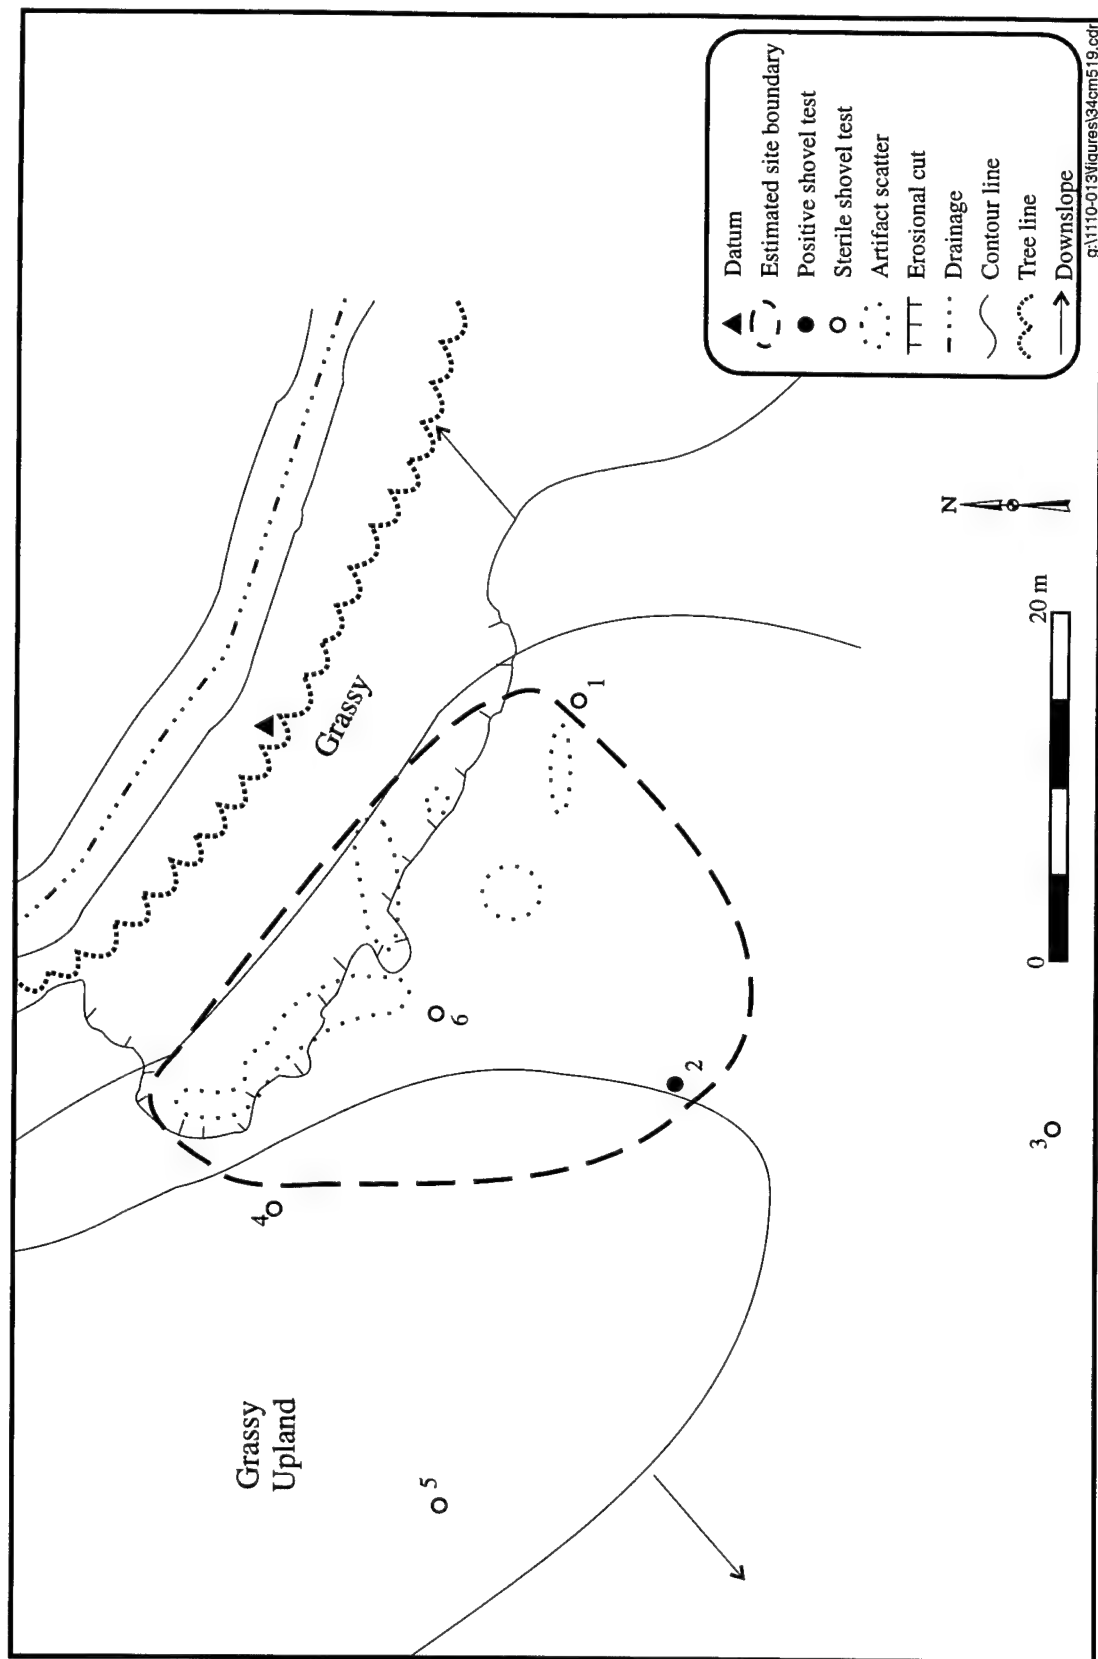 Grassy
Upland
Grassy
4
5
6
2
1
3
0
20 m
N
Datum
Estimated site boundary
Positive shovel test
Sterile shovel test
Artifact scatter
Erosional cut
Drainage
Contour line
Tree line
Downslope
g:\1110-013\figures\34cm519.cdr